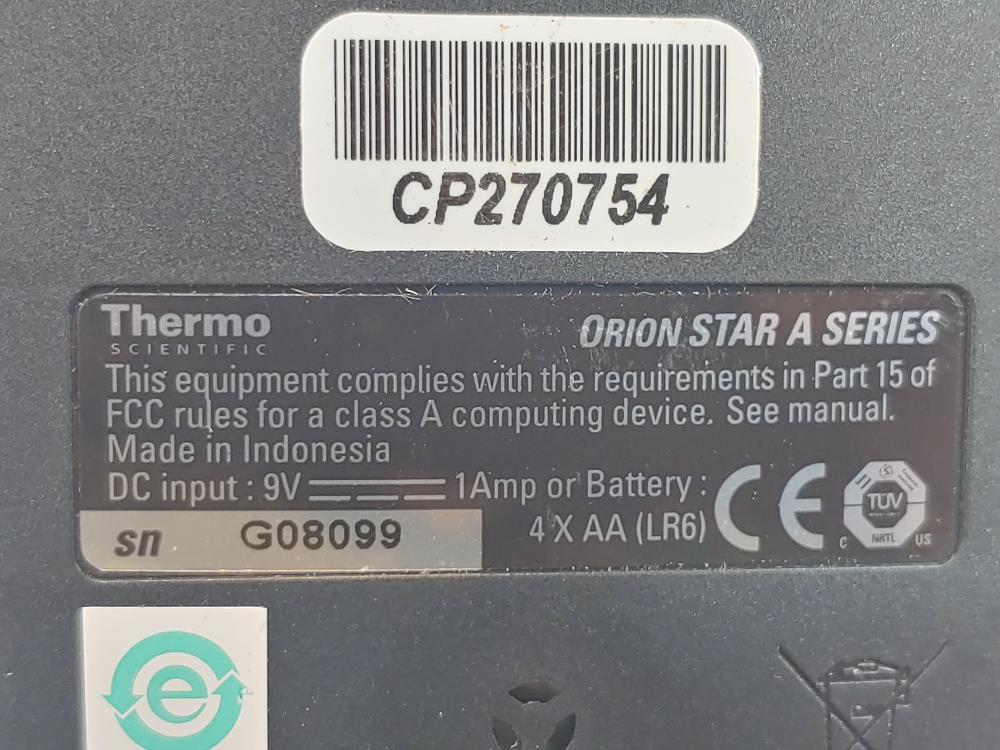 CP270754
Thermo
SCIENTIFIC
ORION STAR A SERIES
This equipment complies with the requirements in Part 15 of
FCC rules for a class A computing device. See manual.
Made in Indonesia
DC input : 9V 1Amp or Battery :
4 X AA (LR6)
CE
TUV
NRTL
C US
sn G08099
e